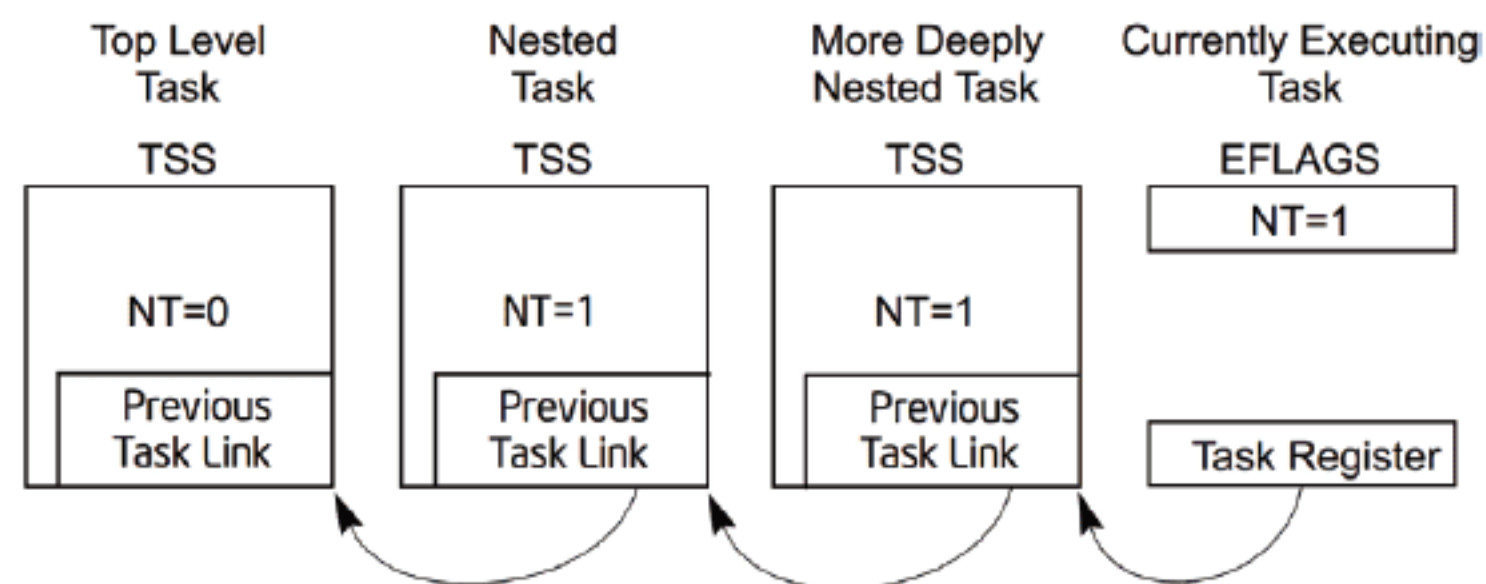 Top Level
Task
Nested
Task
More Deeply
Nested Task
Currently Executing
Task
TSS
TSS
TSS
EFLAGS
NT=1
NT=0
NT=1
NT=1
Previous
Task Link
Previous
Task Link
Previous
Task Link
Task Register